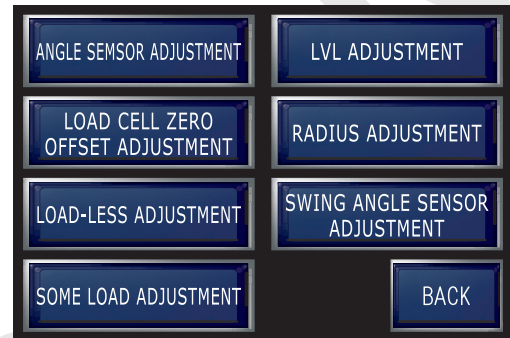 ANGLE SEMSOR ADJUSTMENT
LVL ADJUSTMENT
LOAD CELL ZERO
OFFSET ADJUSTMENT
RADIUS ADJUSTMENT
LOAD-LESS ADJUSTMENT
SWING ANGLE SENSOR
ADJUSTMENT
SOME LOAD ADJUSTMENT
BACK